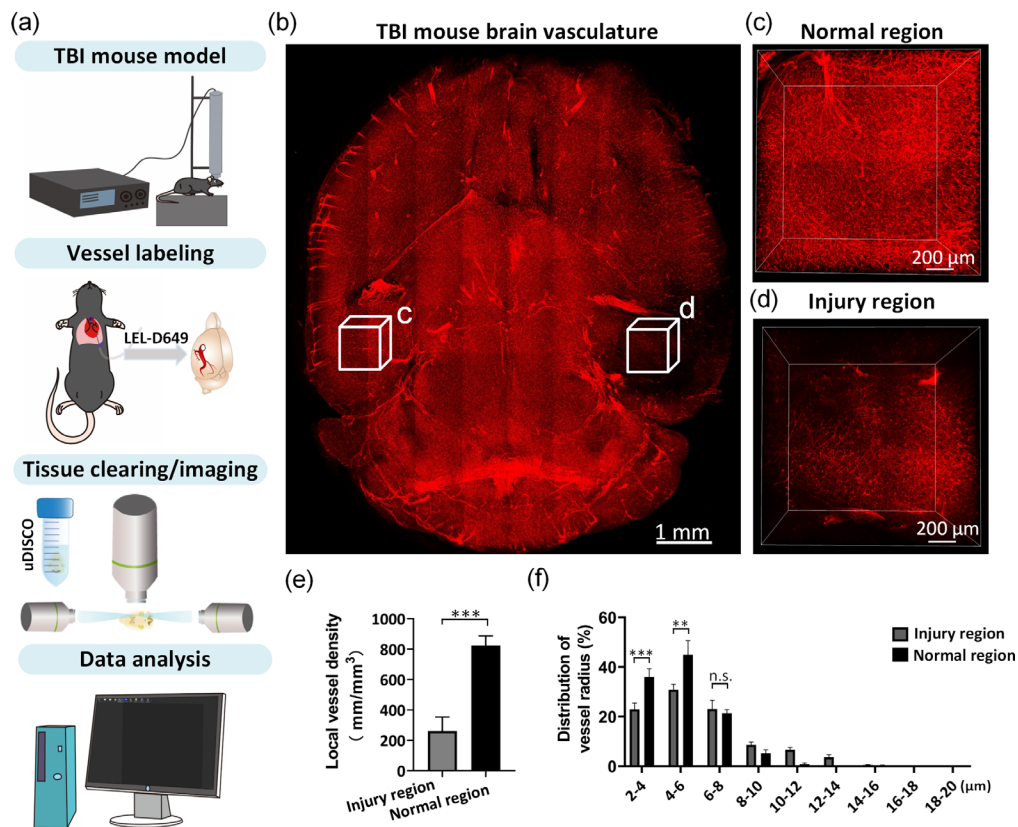 (a)
TBI mouse model
Vessel labeling
LEL-D649
Tissue clearing/imaging
uDISCO
Data analysis
(b)
TBI mouse brain vasculature
c
d
1 mm
(c)
Normal region
200 μm
(d)
Injury region
200 μm
(e)
Local vessel density
( mm/mm³)
1000
800
600
400
200
0
***
Injury region
Normal region
(f)
Distribution of
vessel radius (%)
60
40
20
0
***
**
n.s.
Injury region
Normal region
2-4
4-6
6-8
8-10
10-12
12-14
14-16
16-18
18-20
(μm)